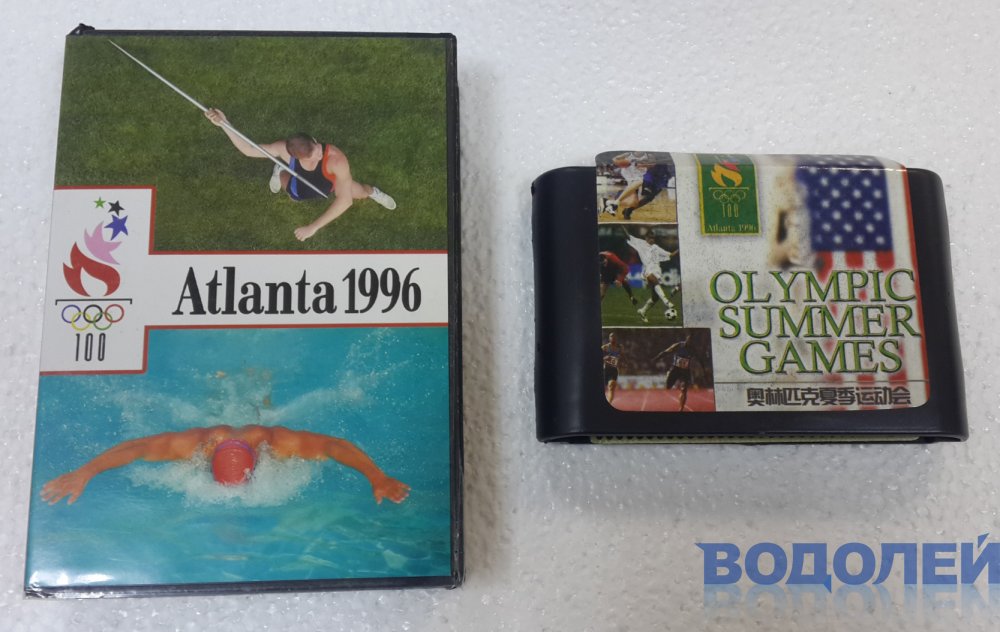 Atlanta 1996
100
100
Atlanta 1996
OLYMPIC
SUMMER
GAMES
奥林匹克夏季运动会
ВОДОЛЕЙ